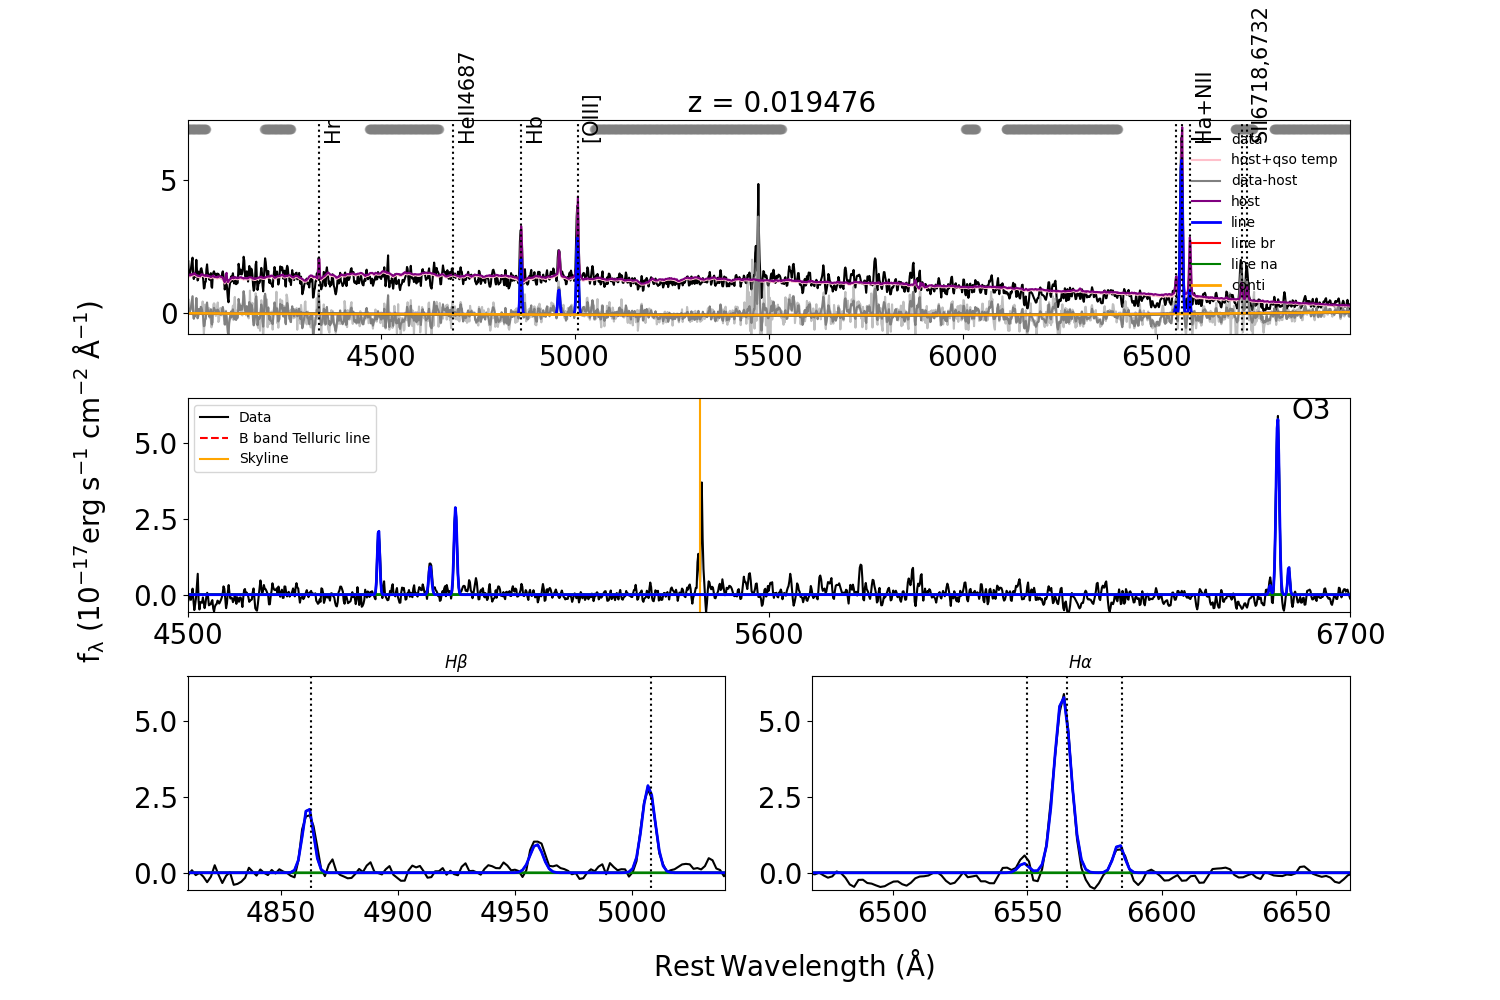 z = 0.019476
Hr
HeII4687
Hb
[OIII]
Ha+NII
SII6718,6732
data
host+qso temp
data-host
host
line
line br
line na
conti
5
0
4500
5000
5500
6000
6500
fλ (10⁻¹⁷erg s⁻¹ cm⁻² Å⁻¹)
Data
B band Telluric line
Skyline
O3
5.0
2.5
0.0
4500
5600
6700
Hβ
5.0
2.5
0.0
4850
4900
4950
5000
Hα
5.0
2.5
0.0
6500
6550
6600
6650
Rest Wavelength (Å)